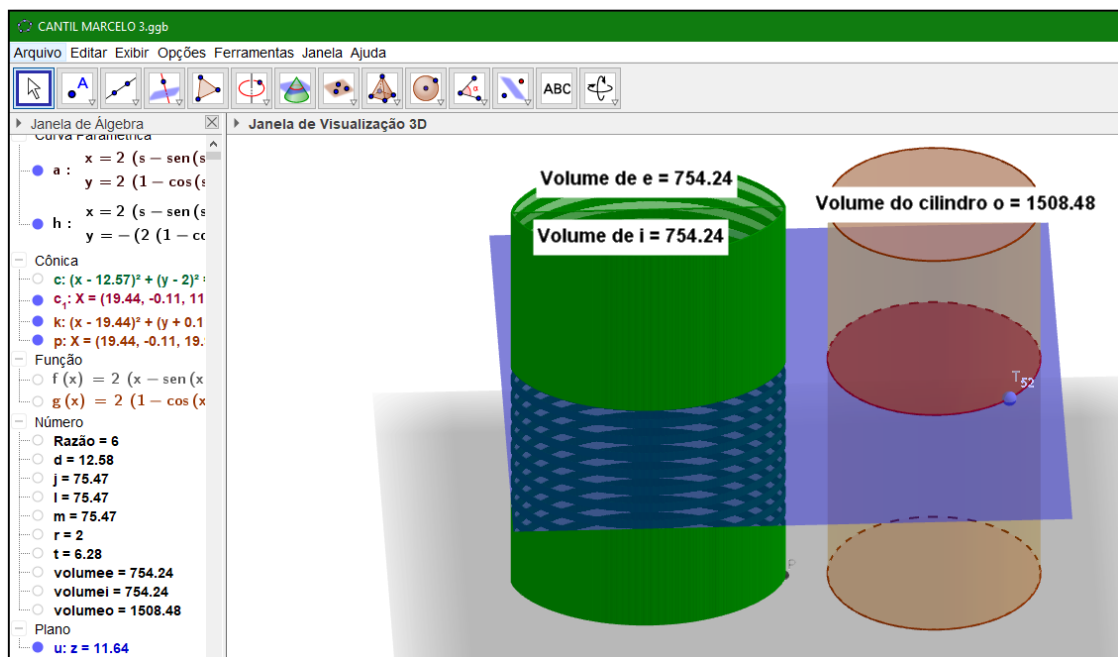 CANTIL MARCELO 3.ggb
Arquivo Editar Exibir Opções Ferramentas Janela Ajuda
A
α
ABC
Janela de Álgebra
Janela de Visualização 3D
Curva Paramétrica
a : x = 2 (s − sen(s
y = 2 (1 − cos(s
h : x = 2 (s − sen(s
y = −(2 (1 − cc
Cônica
c: (x - 12.57)² + (y - 2)² =
c₁: X = (19.44, -0.11, 11
k: (x - 19.44)² + (y + 0.1
p: X = (19.44, -0.11, 19.
Função
f (x) = 2 (x − sen(x
g (x) = 2 (1 − cos (x
Número
Razão = 6
d = 12.58
j = 75.47
l = 75.47
m = 75.47
r = 2
t = 6.28
volumee = 754.24
volumei = 754.24
volumeo = 1508.48
Plano
u: z = 11.64
Volume de e = 754.24
Volume de i = 754.24
Volume do cilindro o = 1508.48
T₅₂
P